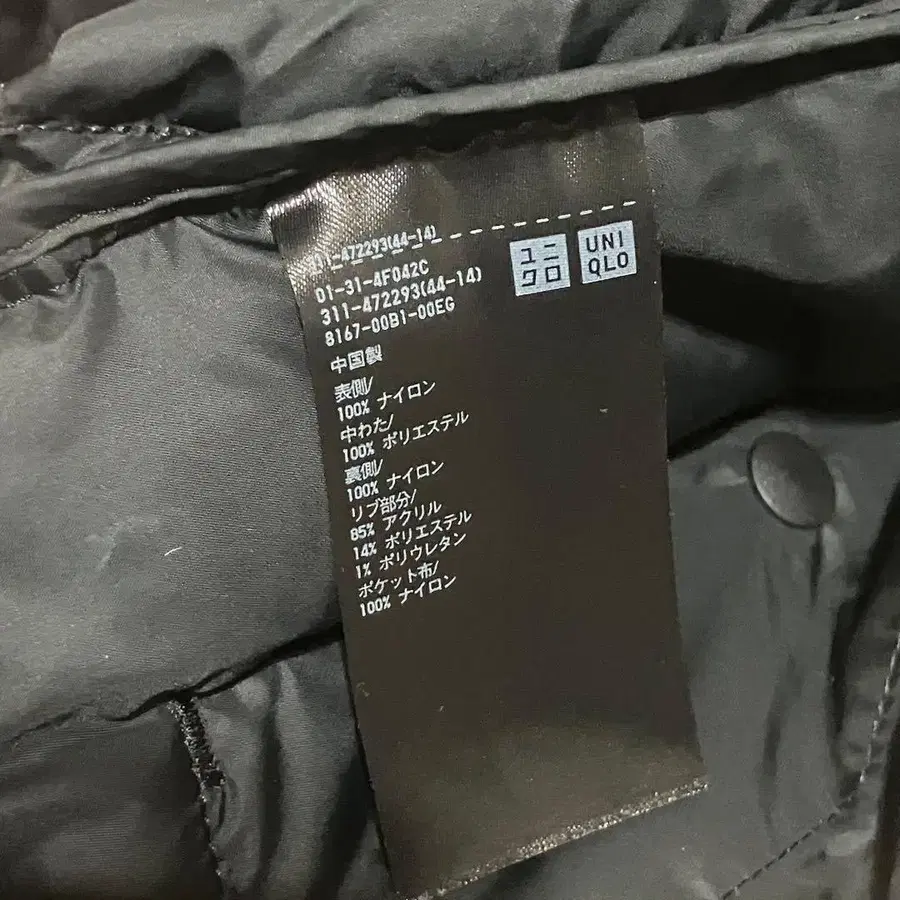 311-472293(44-14)
ユニ
クロ
UNI
QLO
01-31-4F042C
311-472293(44-14)
8167-00B1-00EG
中国製
表側/
100% ナイロン
中わた/
100% ポリエステル
裏側/
100% ナイロン
リブ部分/
85% アクリル
14% ポリエステル
1% ポリウレタン
ポケット布/
100% ナイロン